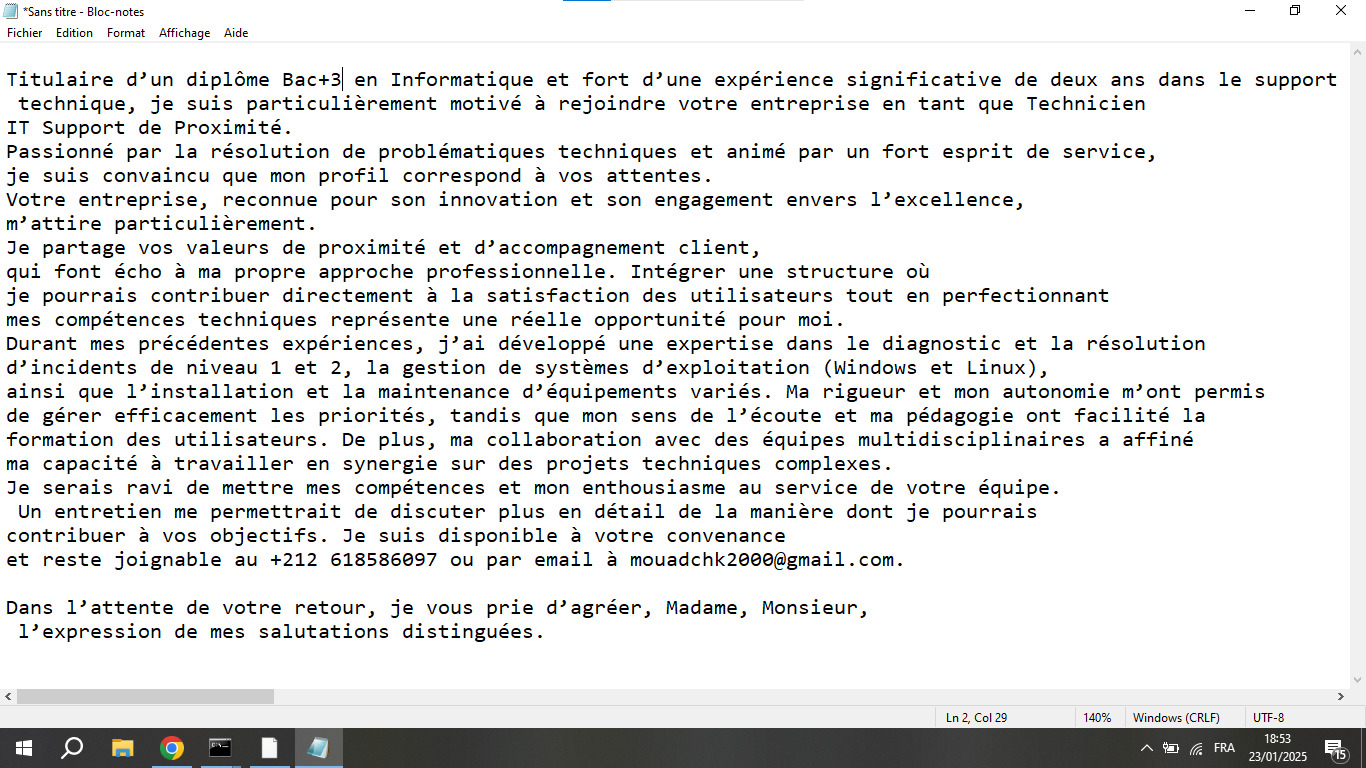 *Sans titre - Bloc-notes
Fichier Edition Format Affichage Aide
Titulaire d’un diplôme Bac+3 en Informatique et fort d’une expérience significative de deux ans dans le support
technique, je suis particulièrement motivé à rejoindre votre entreprise en tant que Technicien
IT Support de Proximité.
Passionné par la résolution de problématiques techniques et animé par un fort esprit de service,
je suis convaincu que mon profil correspond à vos attentes.
Votre entreprise, reconnue pour son innovation et son engagement envers l’excellence,
m’attire particulièrement.
Je partage vos valeurs de proximité et d’accompagnement client,
qui font écho à ma propre approche professionnelle. Intégrer une structure où
je pourrais contribuer directement à la satisfaction des utilisateurs tout en perfectionnant
mes compétences techniques représente une réelle opportunité pour moi.
Durant mes précédentes expériences, j’ai développé une expertise dans le diagnostic et la résolution
d’incidents de niveau 1 et 2, la gestion de systèmes d’exploitation (Windows et Linux),
ainsi que l’installation et la maintenance d’équipements variés. Ma rigueur et mon autonomie m’ont permis
de gérer efficacement les priorités, tandis que mon sens de l’écoute et ma pédagogie ont facilité la
formation des utilisateurs. De plus, ma collaboration avec des équipes multidisciplinaires a affiné
ma capacité à travailler en synergie sur des projets techniques complexes.
Je serais ravi de mettre mes compétences et mon enthousiasme au service de votre équipe.
Un entretien me permettrait de discuter plus en détail de la manière dont je pourrais
contribuer à vos objectifs. Je suis disponible à votre convenance
et reste joignable au +212 618586097 ou par email à mouadchk2000@gmail.com.
Dans l’attente de votre retour, je vous prie d’agréer, Madame, Monsieur,
l’expression de mes salutations distinguées.
Ln 2, Col 29 140% Windows (CRLF) UTF-8
FRA 18:53
23/01/2025 15